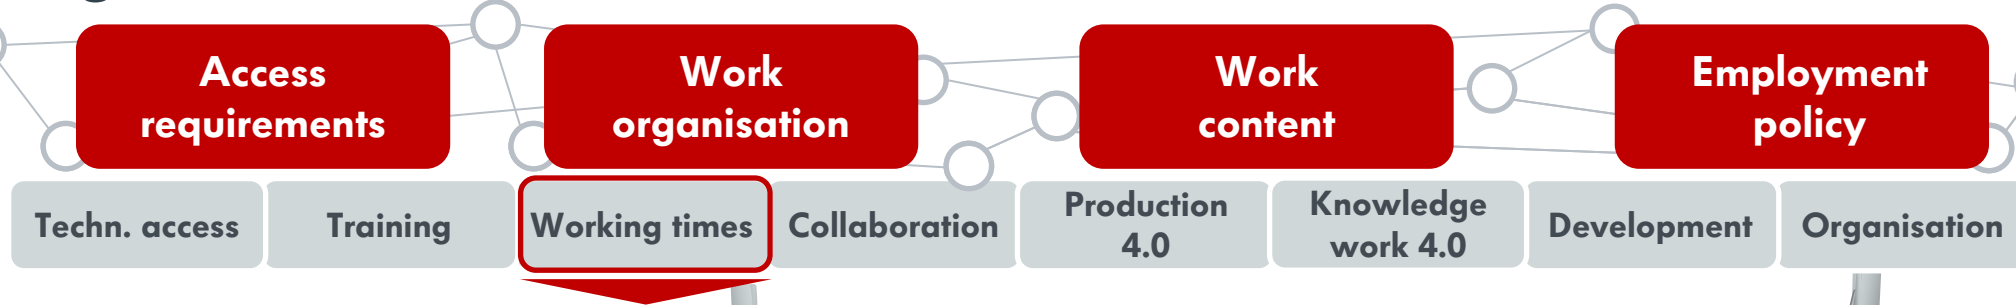 Access
requirements
Work
organisation
Work
content
Employment
policy
Techn. access
Training
Working times
Collaboration
Production
4.0
Knowledge
work 4.0
Development
Organisation